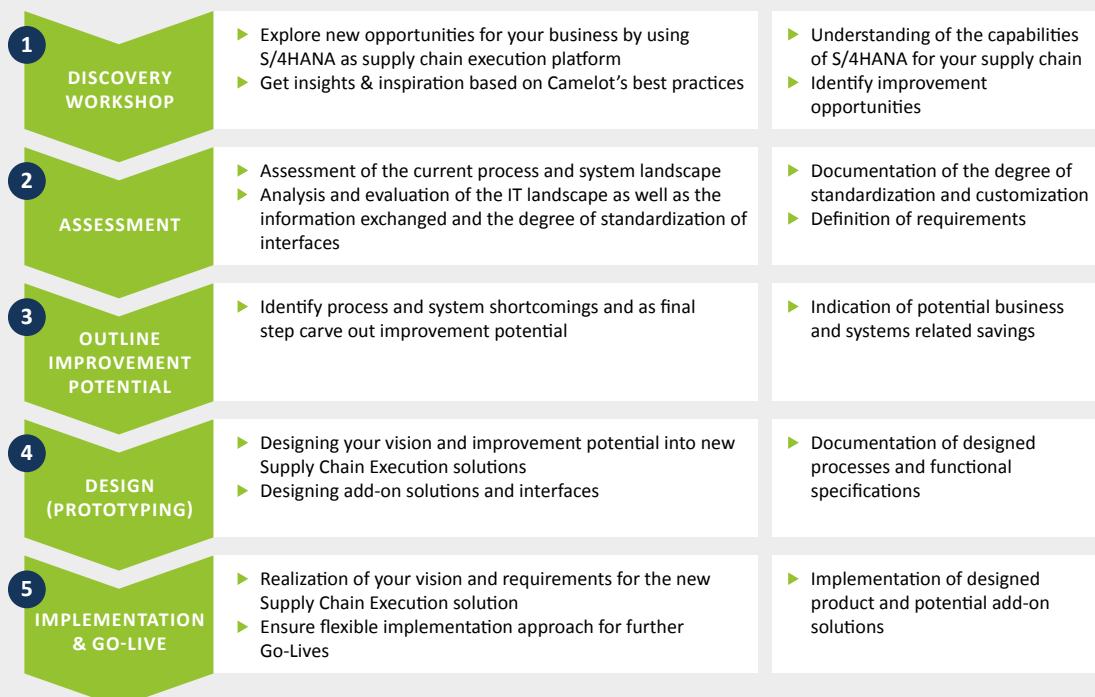 1
DISCOVERY
WORKSHOP
Explore new opportunities for your business by using
S/4HANA as supply chain execution platform
Get insights & inspiration based on Camelot's best practices
Understanding of the capabilities
of S/4HANA for your supply chain
Identify improvement
opportunities
2
ASSESSMENT
Assessment of the current process and system landscape
Analysis and evaluation of the IT landscape as well as the
information exchanged and the degree of standardization of
interfaces
Documentation of the degree of
standardization and customization
Definition of requirements
3
OUTLINE
IMPROVEMENT
POTENTIAL
Identify process and system shortcomings and as final
step carve out improvement potential
Indication of potential business
and systems related savings
4
DESIGN
(PROTOTYPING)
Designing your vision and improvement potential into new
Supply Chain Execution solutions
Designing add-on solutions and interfaces
Documentation of designed
processes and functional
specifications
5
IMPLEMENTATION
& GO-LIVE
Realization of your vision and requirements for the new
Supply Chain Execution solution
Ensure flexible implementation approach for further
Go-Lives
Implementation of designed
product and potential add-on
solutions